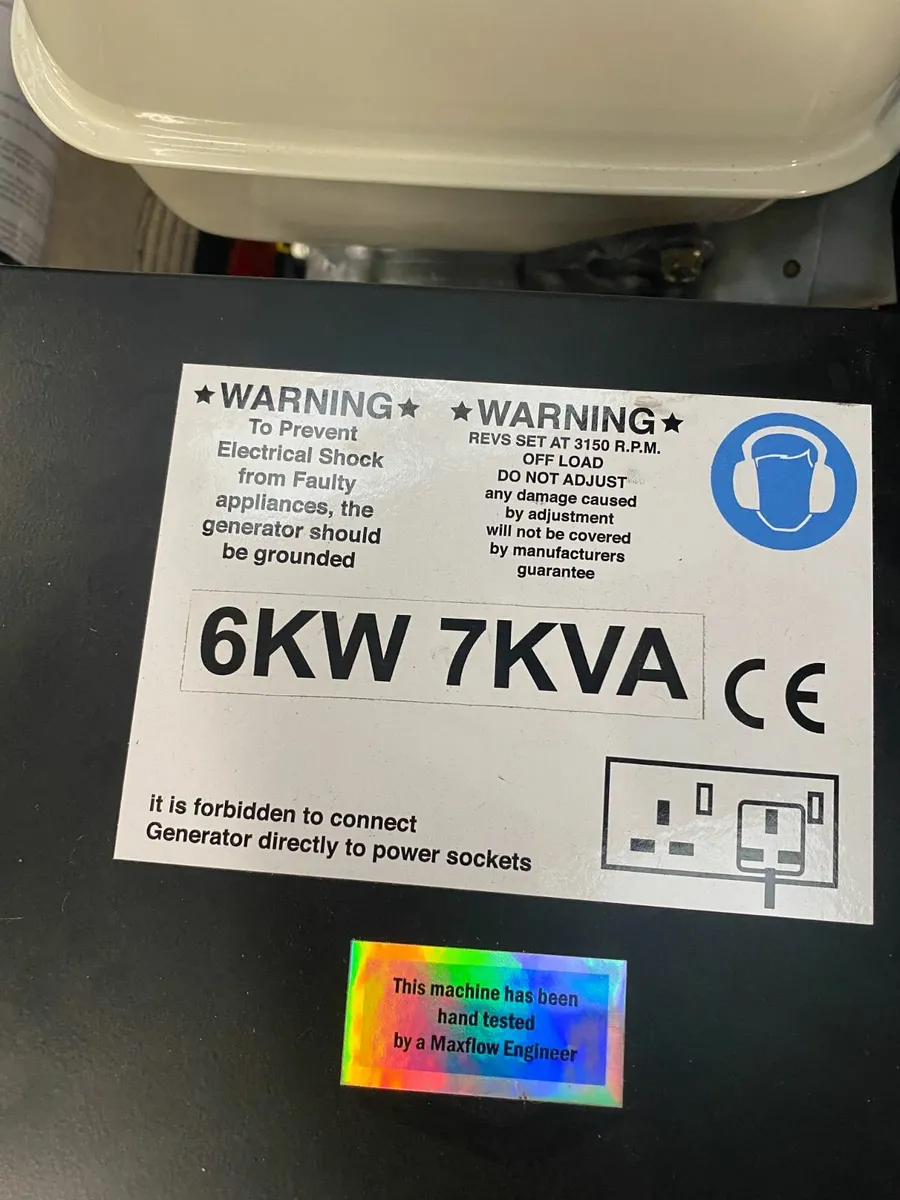 ★WARNING★
To Prevent
Electrical Shock
from Faulty
appliances, the
generator should
be grounded
★WARNING★
REVS SET AT 3150 R.P.M.
OFF LOAD
DO NOT ADJUST
any damage caused
by adjustment
will not be covered
by manufacturers
guarantee
6KW 7KVA
CE
it is forbidden to connect
Generator directly to power sockets
This machine has been
hand tested
by a Maxflow Engineer